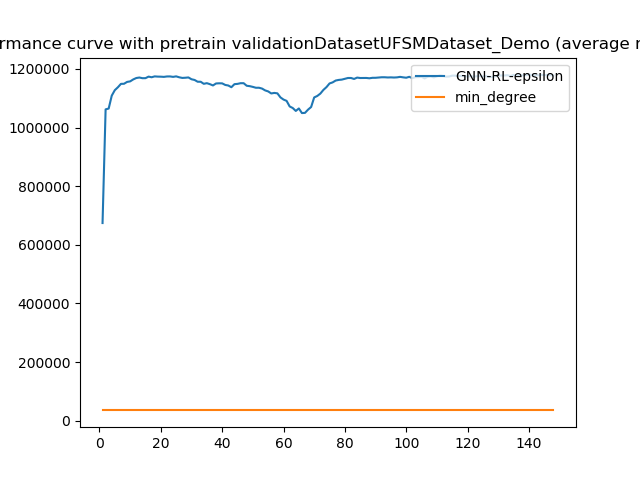 rmance curve with pretrain validationDatasetUFSMDataset_Demo (average
GNN-RL-epsilon
min_degree
1200000
1000000
800000
600000
400000
200000
0
0 20 40 60 80 100 120 140